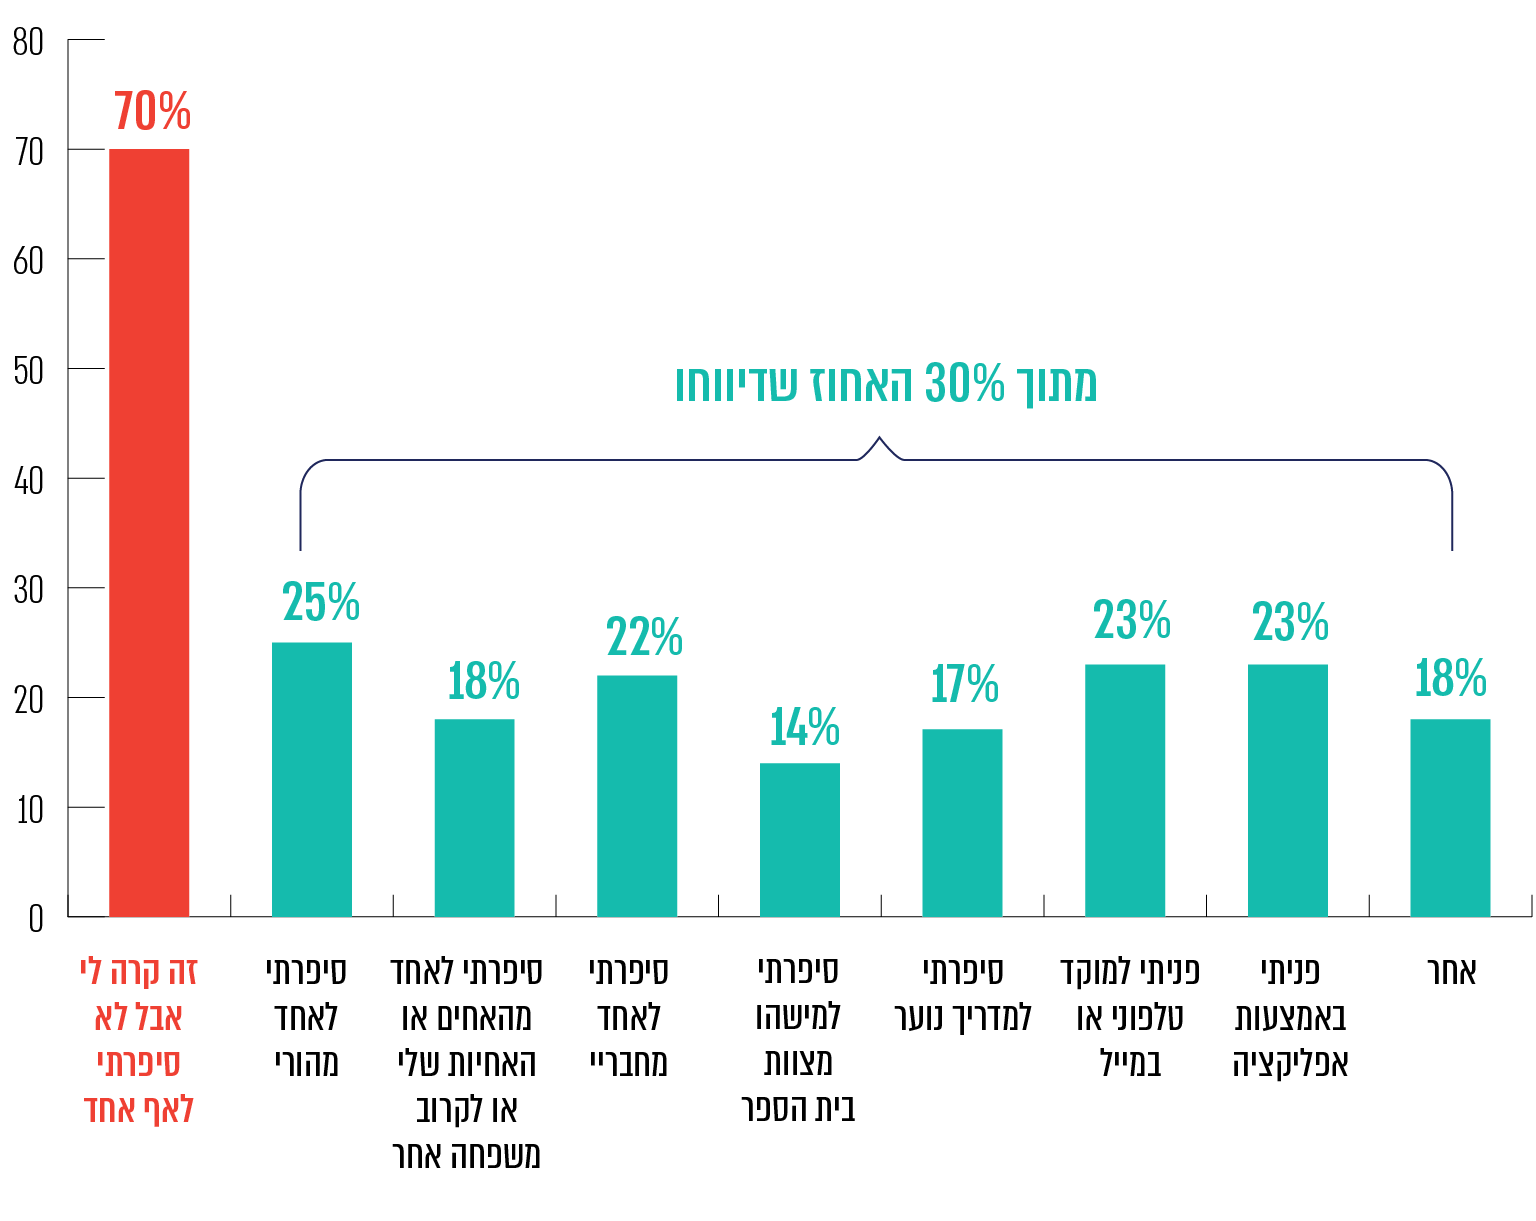 80
70
60
50
40
30
20
10
0
70%
מתוך 30% האחוז שדיווחו
25%
18%
22%
14%
17%
23%
23%
18%
זה קרה לי
אבל לא
סיפרתי
לאף אחד
סיפרתי
לאחד
מהורי
סיפרתי לאחד
מהאחים או
האחיות שלי
או לקרוב
משפחה אחר
סיפרתי
לאחד
מחבריי
סיפרתי
למישהו
מצוות
בית הספר
סיפרתי
למדריך נוער
פניתי למוקד
טלפוני או
במייל
פניתי
באמצעות
אפליקציה
אחר